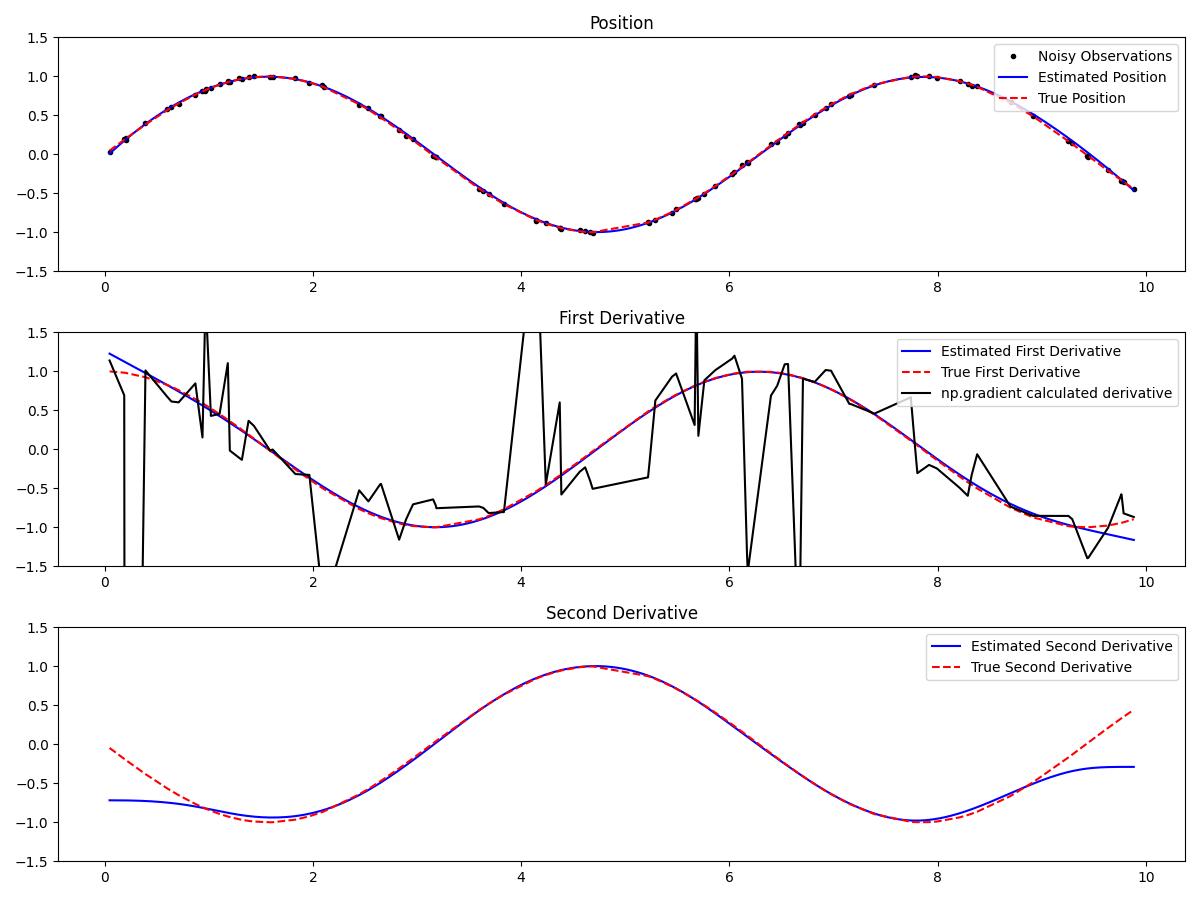 Position
1.5
1.0
0.5
0.0
−0.5
−1.0
−1.5
Noisy Observations
Estimated Position
True Position
0 2 4 6 8 10
First Derivative
1.5
1.0
0.5
0.0
−0.5
−1.0
−1.5
Estimated First Derivative
True First Derivative
np.gradient calculated derivative
0 2 4 6 8 10
Second Derivative
1.5
1.0
0.5
0.0
−0.5
−1.0
−1.5
Estimated Second Derivative
True Second Derivative
0 2 4 6 8 10